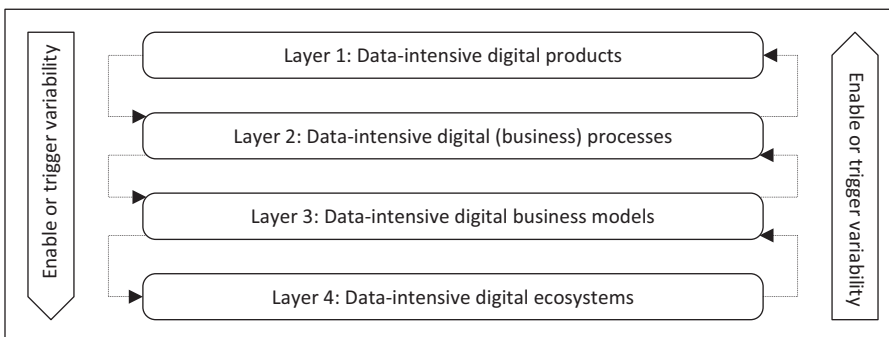 Enable or trigger variability
Layer 1: Data-intensive digital products
Layer 2: Data-intensive digital (business) processes
Layer 3: Data-intensive digital business models
Layer 4: Data-intensive digital ecosystems
Enable or trigger variability